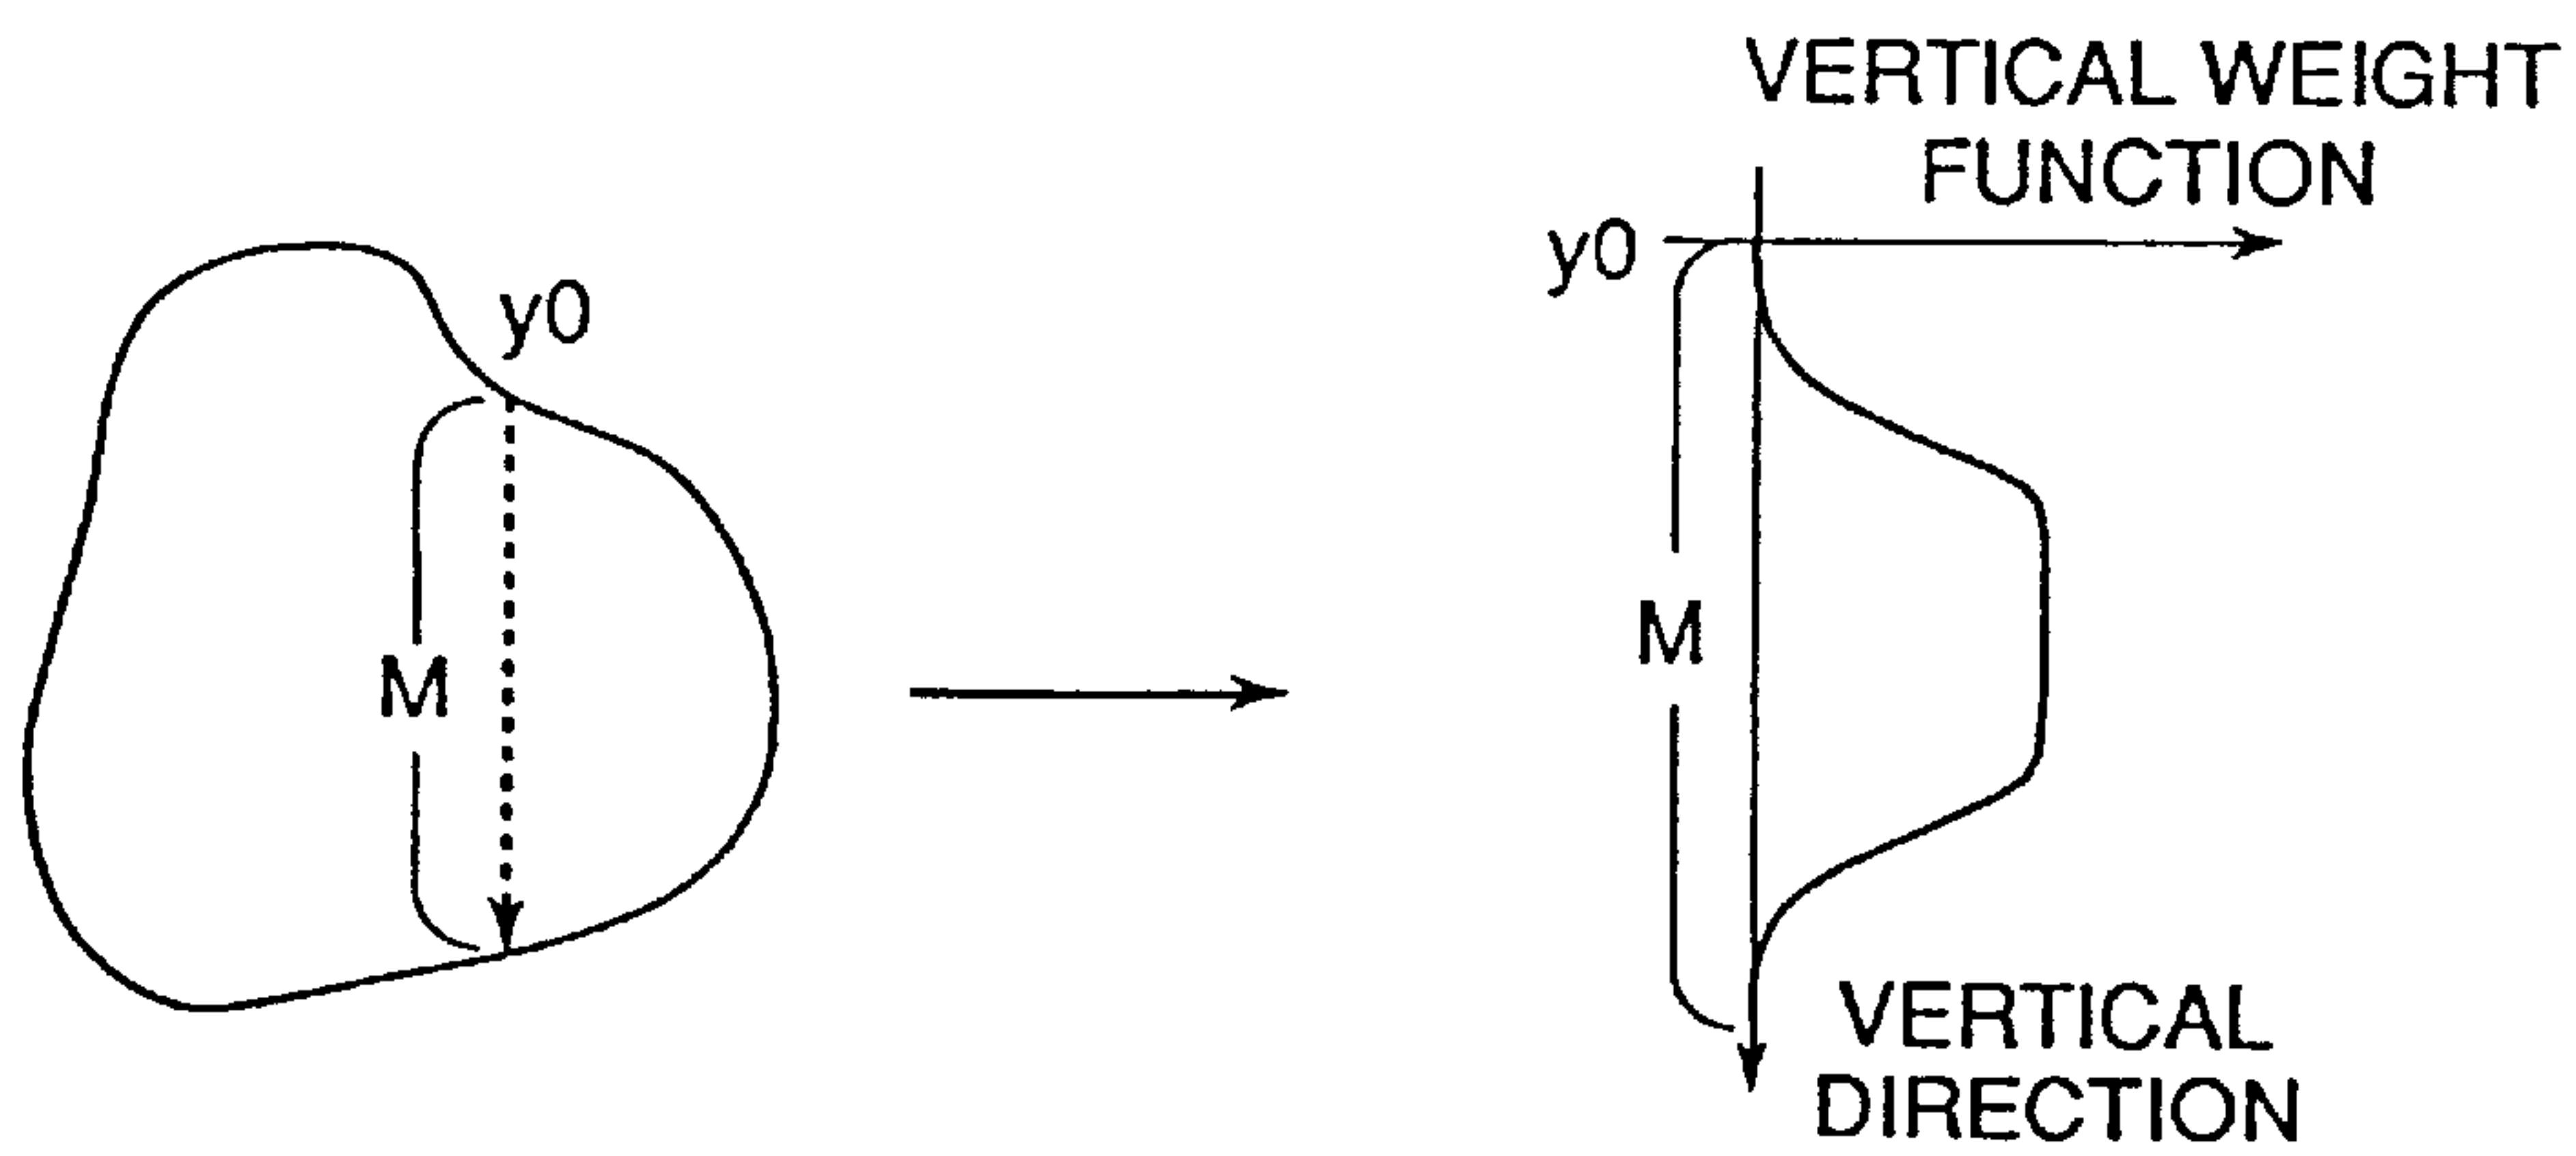 y0
M
VERTICAL WEIGHT
FUNCTION
y0
M
VERTICAL
DIRECTION